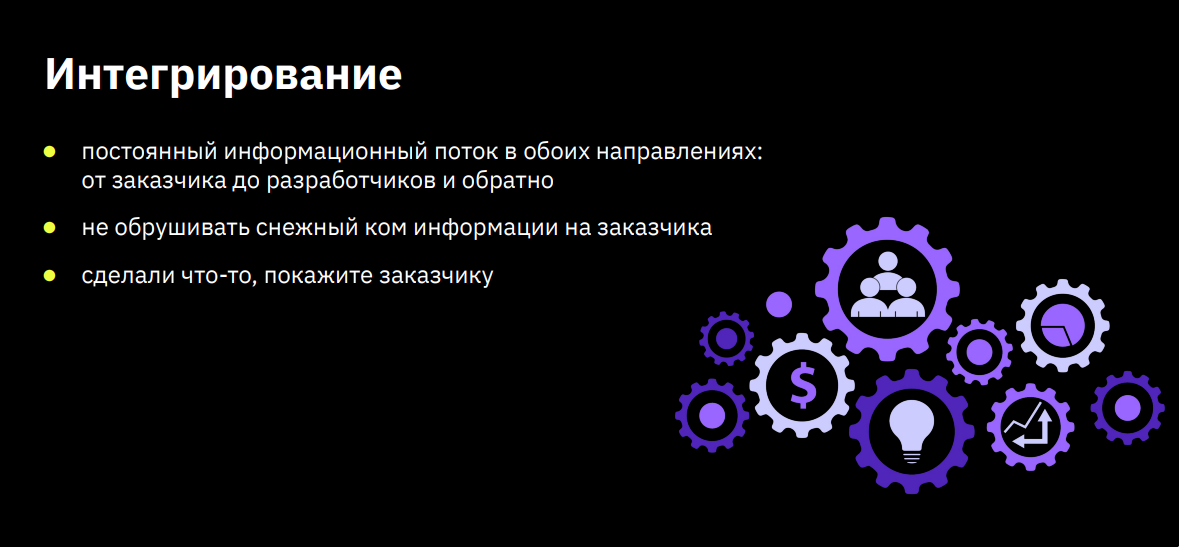 Интегрирование
постоянный информационный поток в обоих направлениях:
от заказчика до разработчиков и обратно
не обрушивать снежный ком информации на заказчика
сделали что-то, покажите заказчику
$